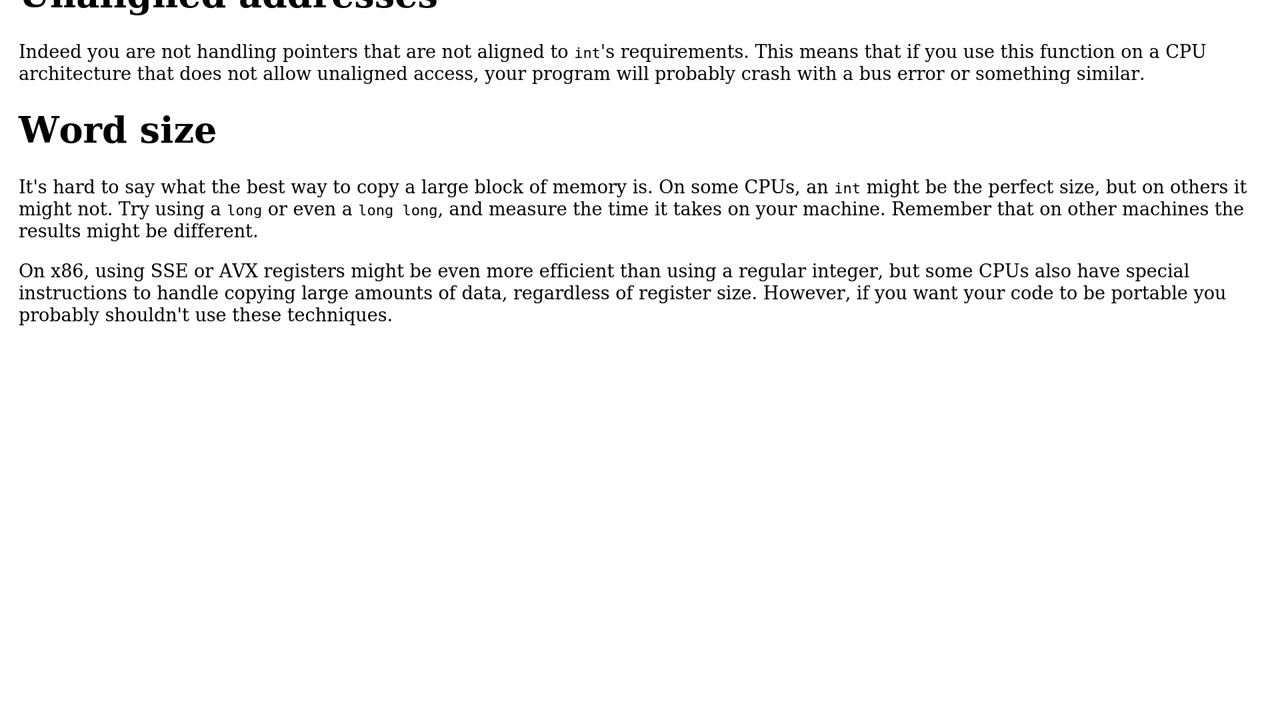 Unaligned addresses
Indeed you are not handling pointers that are not aligned to int's requirements. This means that if you use this function on a CPU
architecture that does not allow unaligned access, your program will probably crash with a bus error or something similar.
Word size
It's hard to say what the best way to copy a large block of memory is. On some CPUs, an int might be the perfect size, but on others it
might not. Try using a long or even a long long, and measure the time it takes on your machine. Remember that on other machines the
results might be different.
On x86, using SSE or AVX registers might be even more efficient than using a regular integer, but some CPUs also have special
instructions to handle copying large amounts of data, regardless of register size. However, if you want your code to be portable you
probably shouldn't use these techniques.